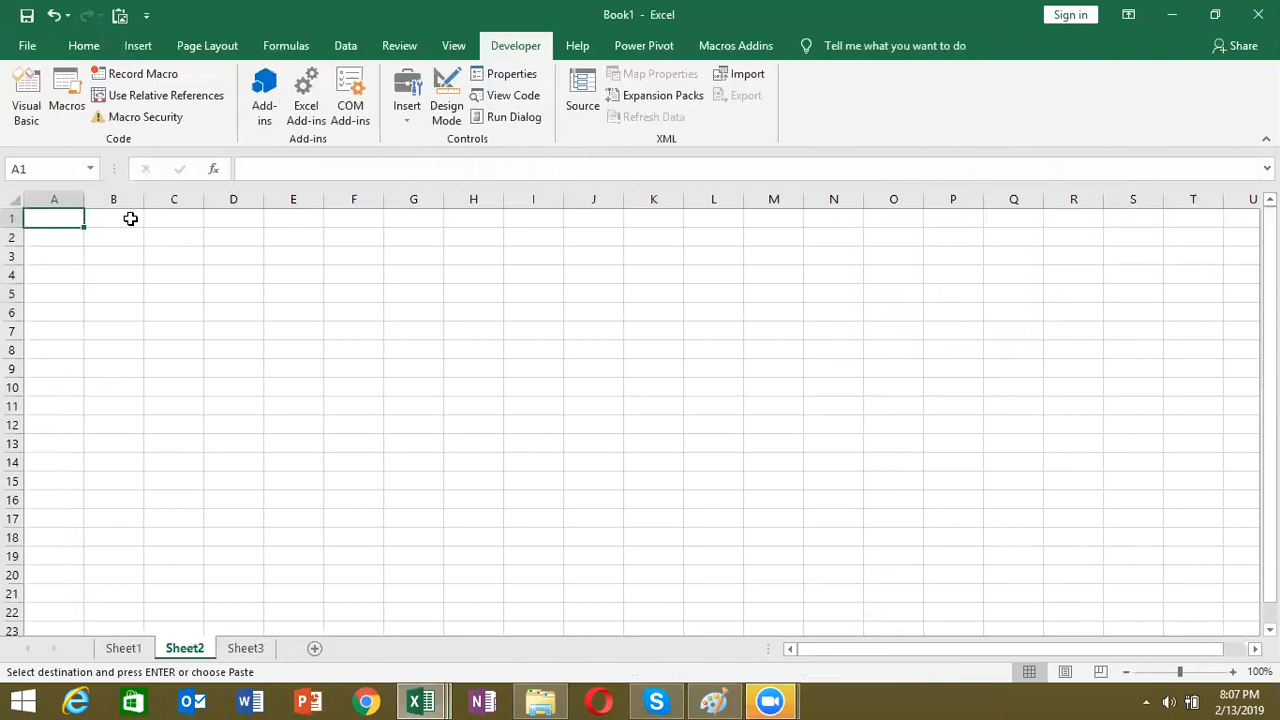 Book1 - Excel
Sign in
File Home Insert Page Layout Formulas Data Review View Developer Help Power Pivot Macros Addins Tell me what you want to do Share
Visual Basic
Macros
Record Macro
Use Relative References
Macro Security
Code
Add-ins
Excel Add-ins
COM Add-ins
Add-ins
Insert
Design Mode
Properties
View Code
Run Dialog
Controls
Source
Map Properties
Expansion Packs
Refresh Data
Import
Export
XML
A1
fx
A B C D E F G H I J K L M N O P Q R S T U
1
2
3
4
5
6
7
8
9
10
11
12
13
14
15
16
17
18
19
20
21
22
23
Sheet1 Sheet2 Sheet3
Select destination and press ENTER or choose Paste
100%
8:07 PM
2/13/2019